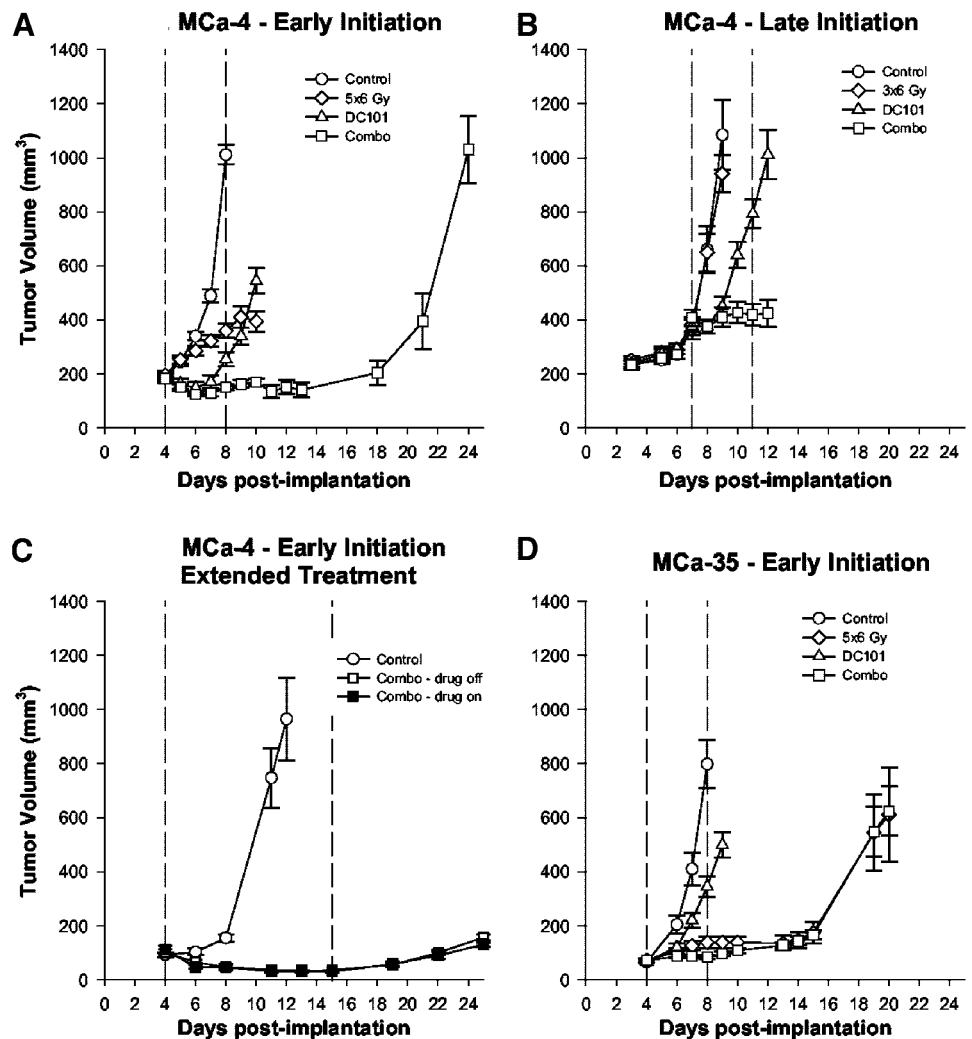 A
MCa-4 - Early Initiation
Tumor Volume (mm3)
1400
1200
1000
800
600
400
200
0
Control
5x6 Gy
DC101
Combo
0 2 4 6 8 10 12 14 16 18 20 22 24
Days post-implantation
B
MCa-4 - Late Initiation
1400
1200
1000
800
600
400
200
0
Control
3x6 Gy
DC101
Combo
0 2 4 6 8 10 12 14 16 18 20 22 24
Days post-implantation
C
MCa-4 - Early Initiation
Extended Treatment
Tumor Volume (mm3)
1400
1200
1000
800
600
400
200
0
Control
Combo - drug off
Combo - drug on
0 2 4 6 8 10 12 14 16 18 20 22 24
Days post-implantation
D
MCa-35 - Early Initiation
1400
1200
1000
800
600
400
200
0
Control
5x6 Gy
DC101
Combo
0 2 4 6 8 10 12 14 16 18 20 22 24
Days post-implantation